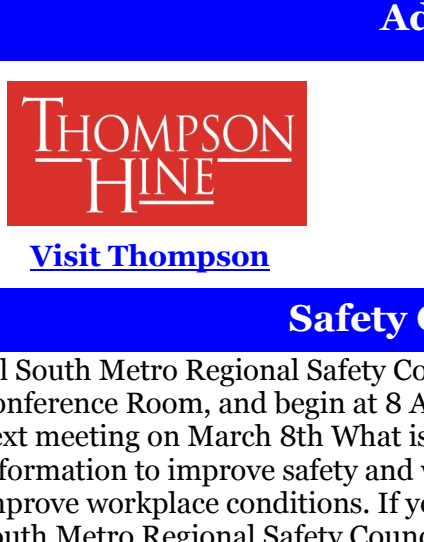 Ad
THOMPSON
HINE
Visit Thompson
Safety
l South Metro Regional Safety Co
onference Room, and begin at 8 A
ext meeting on March 8th What is
formation to improve safety and
mprove workplace conditions. If yo
outh Metro Regional Safety Counc